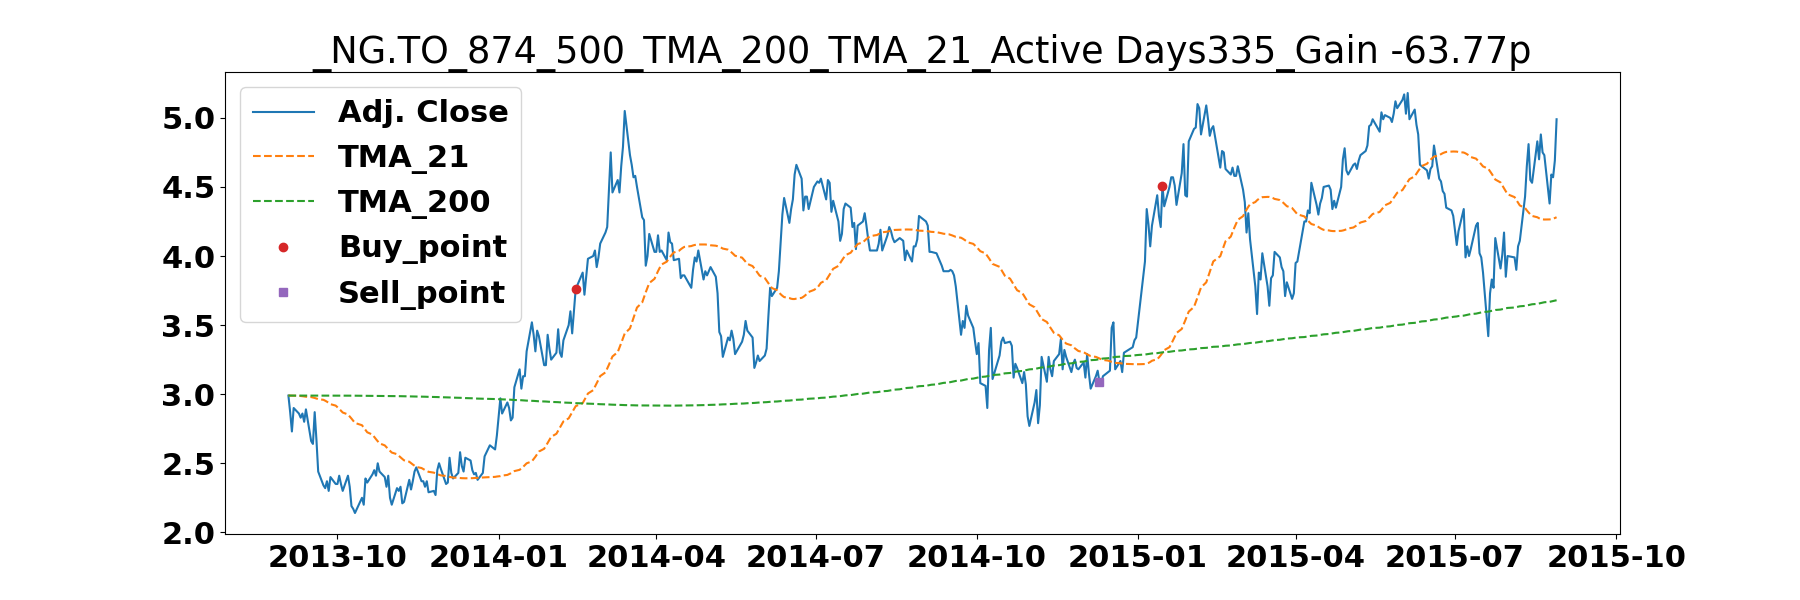 _NG.TO_874_500_TMA_200_TMA_21_Active Days335_Gain -63.77p
Adj. Close
TMA_21
TMA_200
Buy_point
Sell_point
5.0
4.5
4.0
3.5
3.0
2.5
2.0
2013-10 2014-01 2014-04 2014-07 2014-10 2015-01 2015-04 2015-07 2015-10